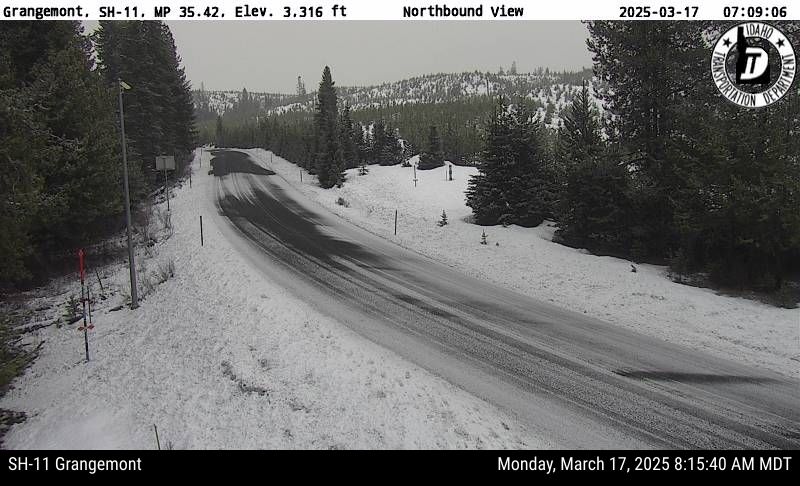 Grangemont, SH-11, MP 35.42, Elev. 3,316 ft Northbound View 2025-03-17 07:09:06
IDAHO
TRANSPORTATION DEPARTMENT
SH-11 Grangemont Monday, March 17, 2025 8:15:40 AM MDT